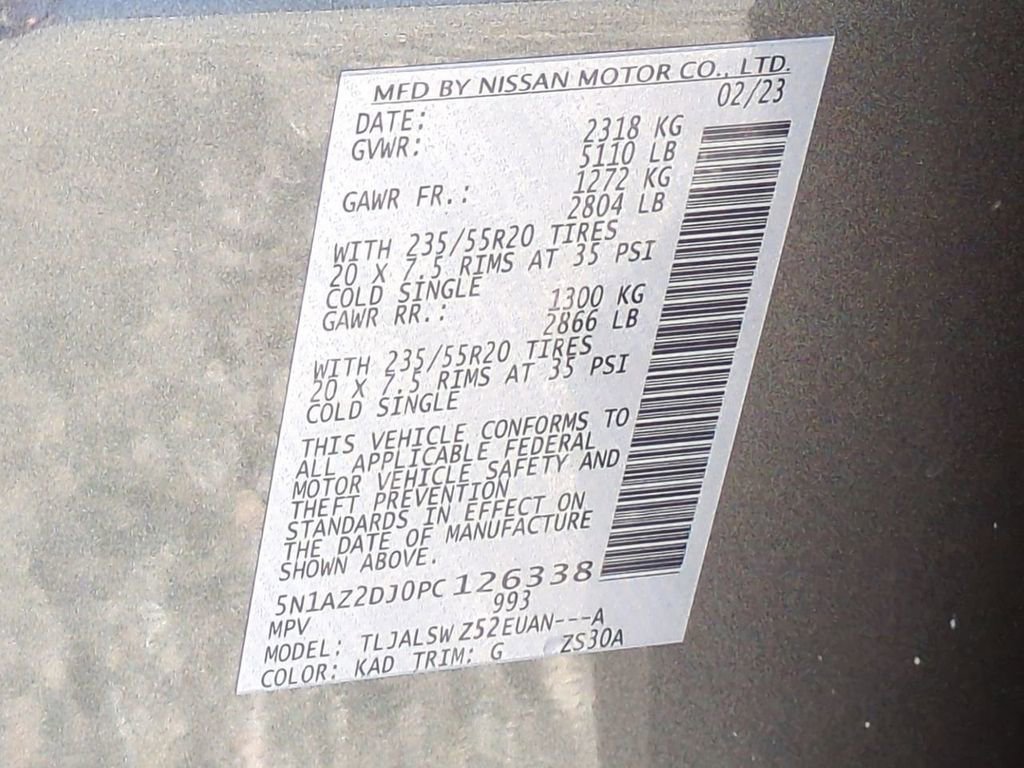 MFD BY NISSAN MOTOR CO., LTD.
DATE: 02/23
GVWR: 2318 KG
5110 LB
GAWR FR.: 1272 KG
2804 LB
WITH 235/55R20 TIRES
20 X 7.5 RIMS AT 35 PSI
COLD SINGLE
GAWR RR.: 1300 KG
2866 LB
WITH 235/55R20 TIRES
20 X 7.5 RIMS AT 35 PSI
COLD SINGLE
THIS VEHICLE CONFORMS TO
ALL APPLICABLE FEDERAL
MOTOR VEHICLE SAFETY AND
THEFT PREVENTION
STANDARDS IN EFFECT ON
THE DATE OF MANUFACTURE
SHOWN ABOVE.
5N1AZ2DJ0PC 126338
MPV 993
MODEL: TLJALSW Z52EUAN---A
COLOR: KAD TRIM: G ZS30A